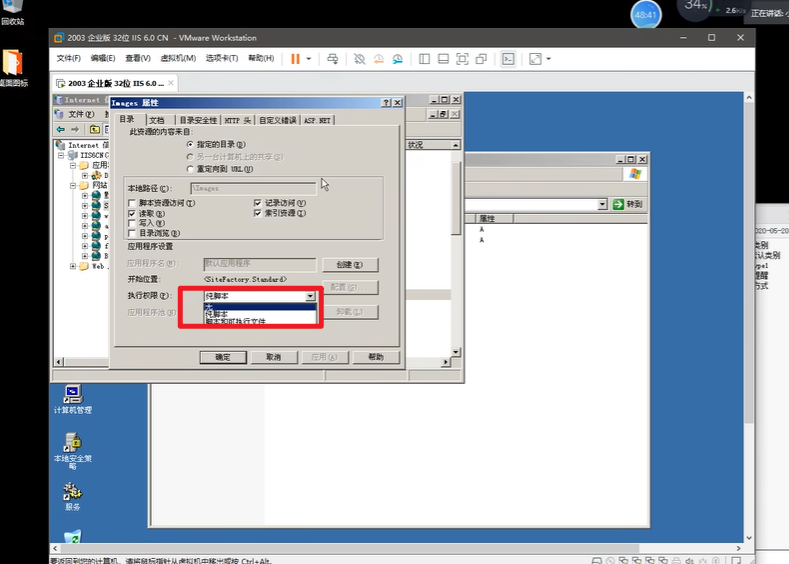 34%
2.6K/s
48:41
正在讲话: 小
回收站
2003 企业版 32位 IIS 6.0 CN - VMware Workstation
文件(F) 编辑(E) 查看(V) 虚拟机(M) 选项卡(T) 帮助(H)
2003 企业版 32位 IIS 6.0 ...
桌面图标
Internet
Images 属性
文件(F)
目录 文档 目录安全性 HTTP 头 自定义错误 ASP.NET
此资源的内容来自:
指定的目录(D)
另一台计算机上的共享(S)
重定向到 URL(U)
Internet 信
IIS6CN
应用
网站
Web
状况
本地路径(C): \Images
脚本资源访问(T) 记录访问(V)
读取(R) 索引资源(I)
写入(W)
目录浏览(B)
应用程序设置
应用程序名(M): 默认应用程序 创建(E)
开始位置: <SiteFactory.Standard>
执行权限(P): 纯脚本 配置(G)
无
纯脚本
脚本和可执行文件
应用程序池(N) 卸载(L)
确定 取消 应用(A) 帮助
转到
属性
A
A
2020-05-20
类别
认类别
提醒
方式
计算机管理
本地安全策
略
服务
要返回到您的计算机，请将鼠标指针从虚拟机中移出或按 Ctrl+Alt。